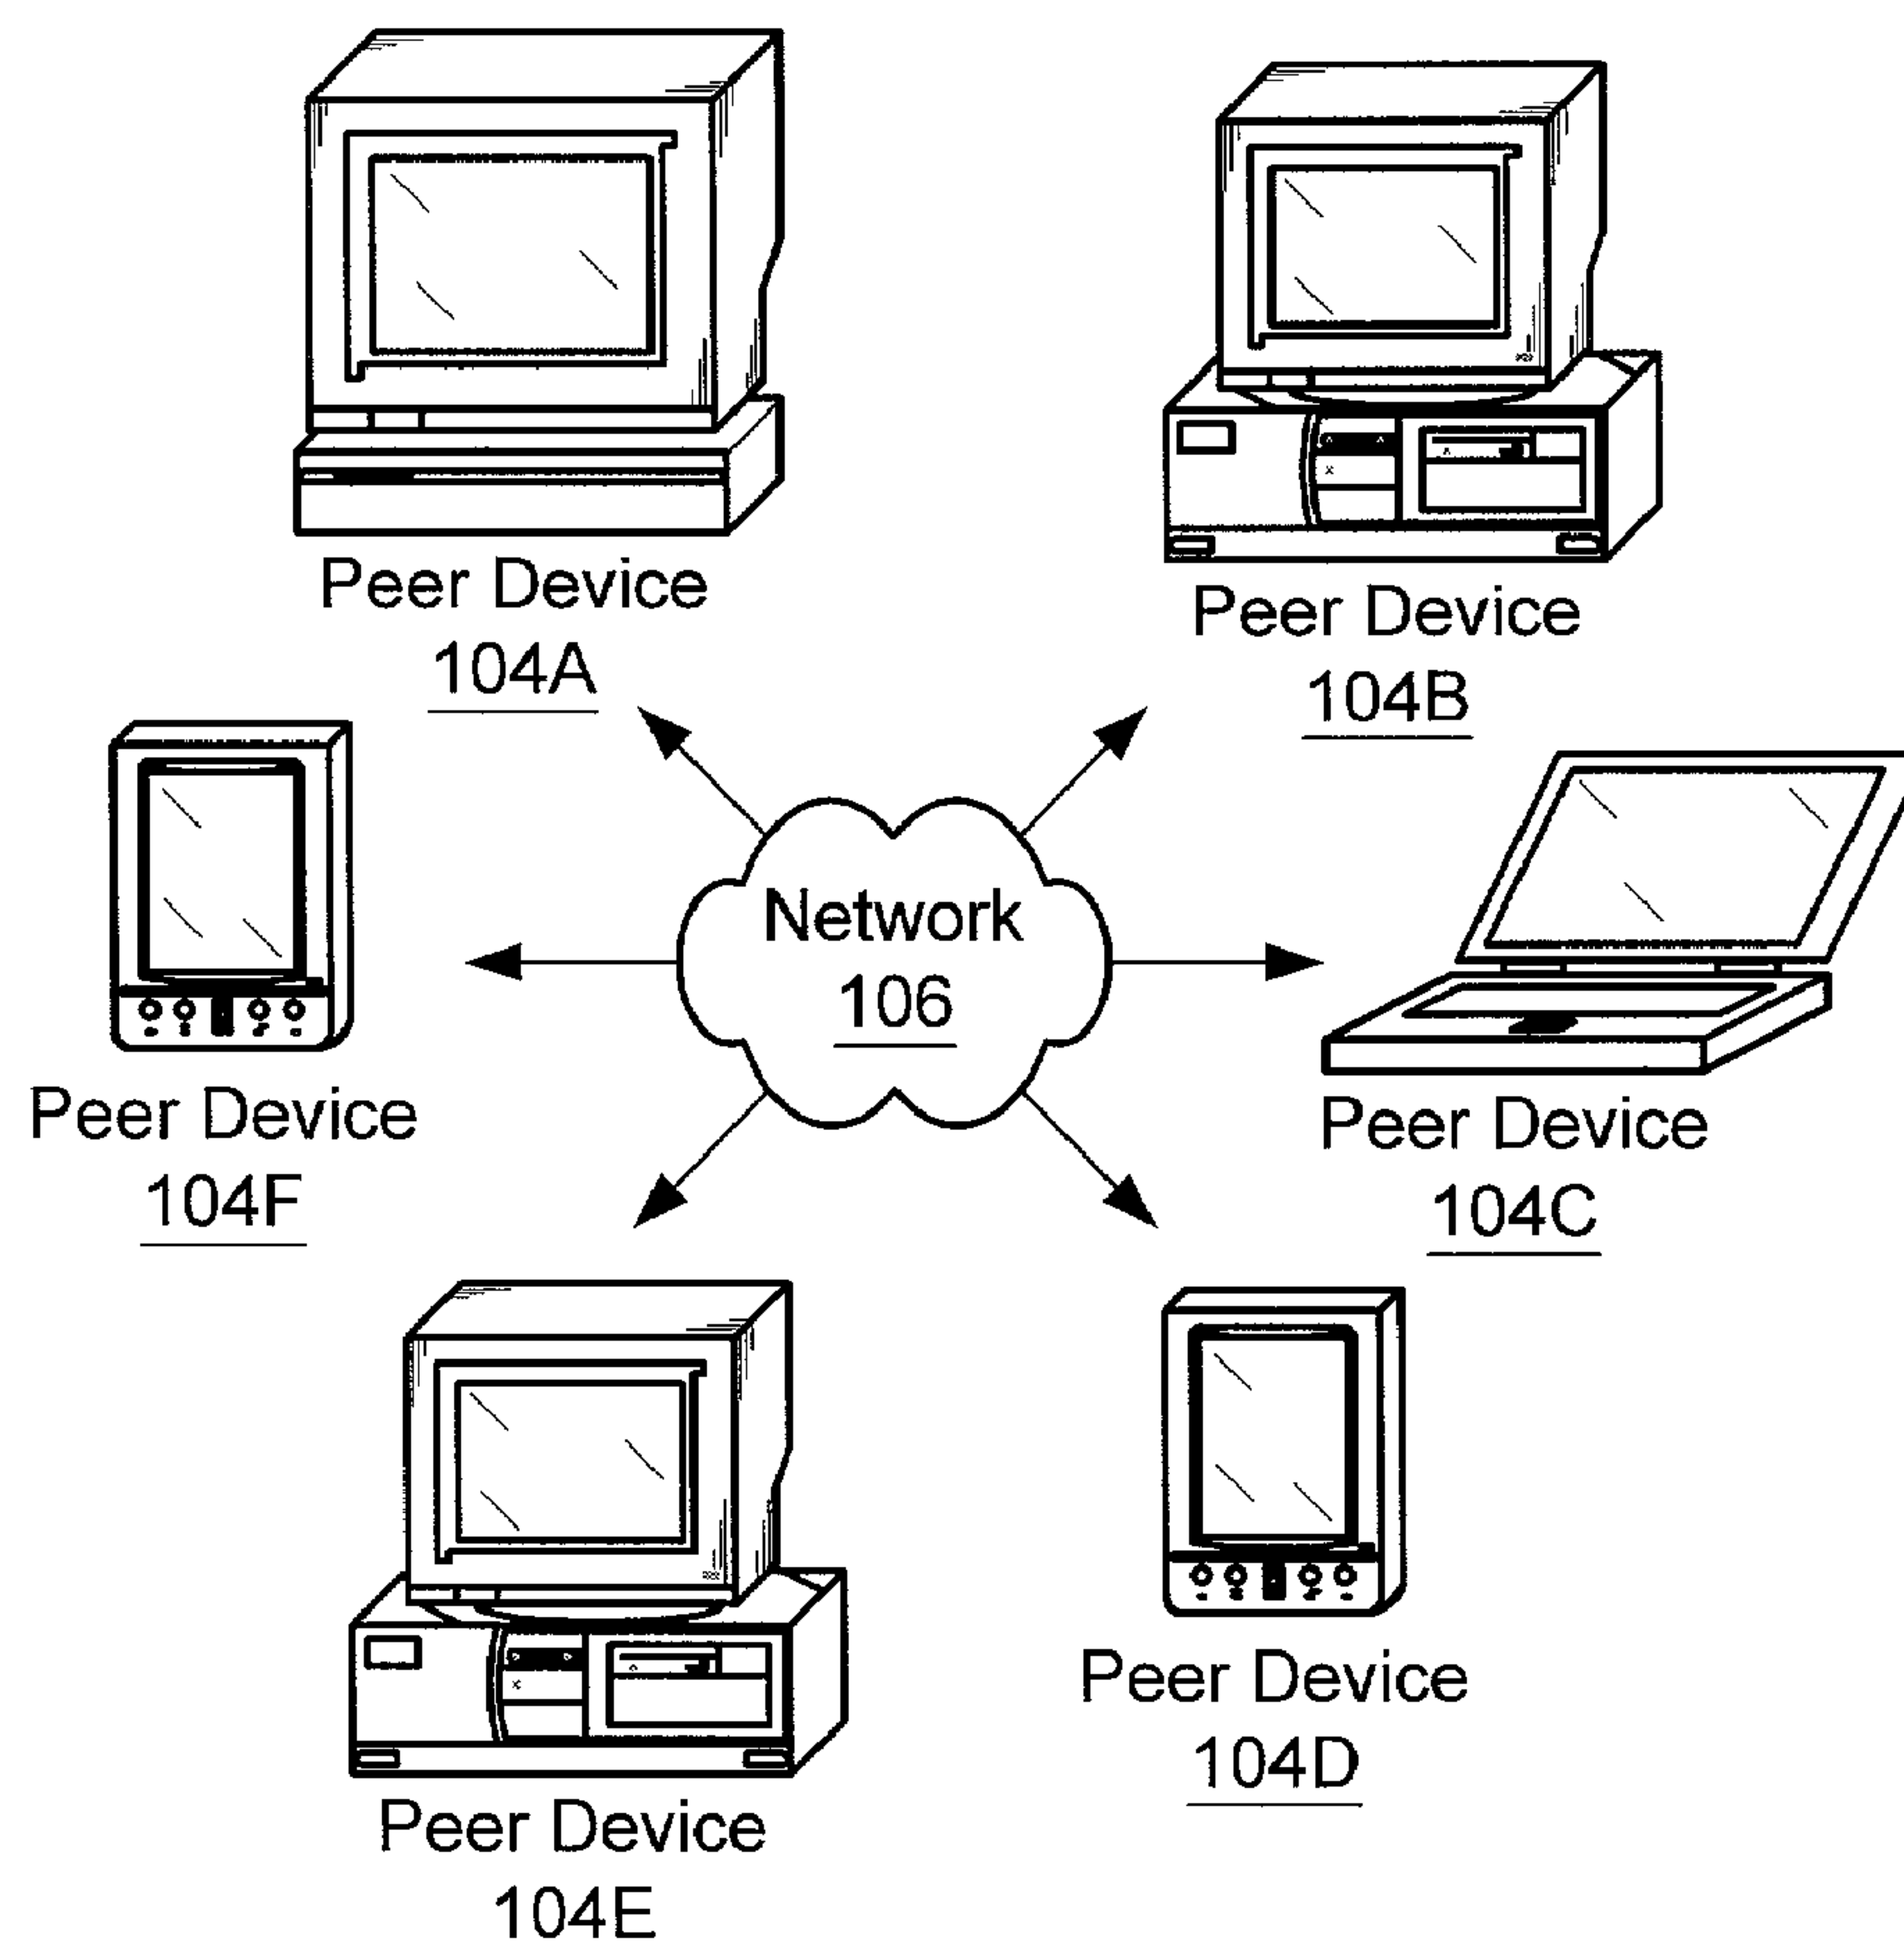 Peer Device
104A
Peer Device
104B
Network
106
Peer Device
104F
Peer Device
104C
Peer Device
104D
Peer Device
104E